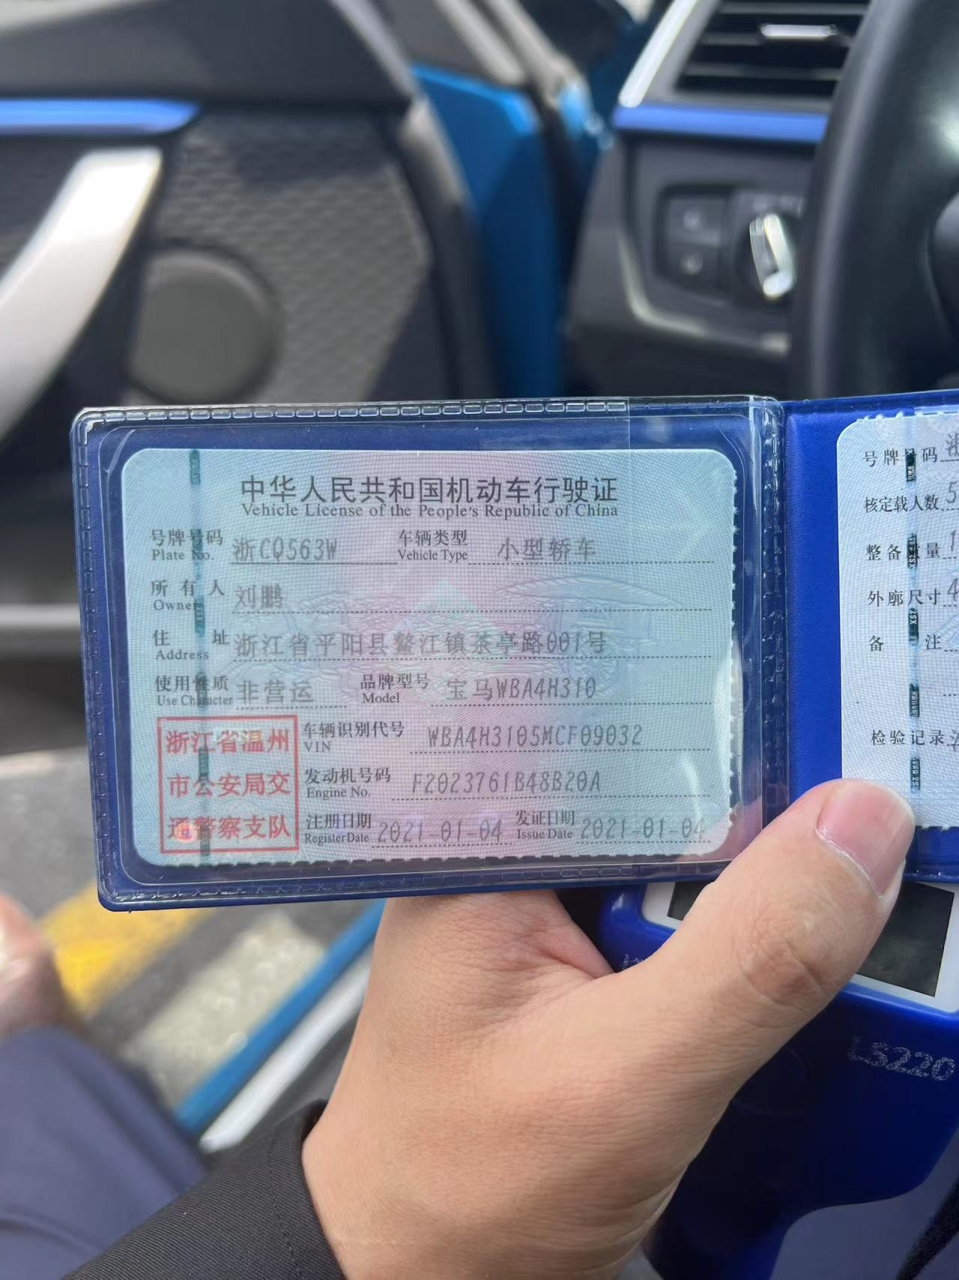 中华人民共和国机动车行驶证
Vehicle License of the People's Republic of China
号牌号码 浙CQ563W 车辆类型 小型轿车
Plate No. Vehicle Type
所有人 刘鹏
Owner
住址 浙江省平阳县鳌江镇茶亭路001号
Address
使用性质 非营运 品牌型号 宝马WBA4H310
Use Character Model
浙江省温州
市公安局交
通警察支队
车辆识别代号 WBA4H3105MCF09032
VIN
发动机号码 F2023761B48B20A
Engine No.
注册日期 2021-01-04 发证日期 2021-01-04
Register Date Issue Date
号牌号码 浙
核定载人数 5
整备质量 1
外廓尺寸 4
备注
检验记录
LS220